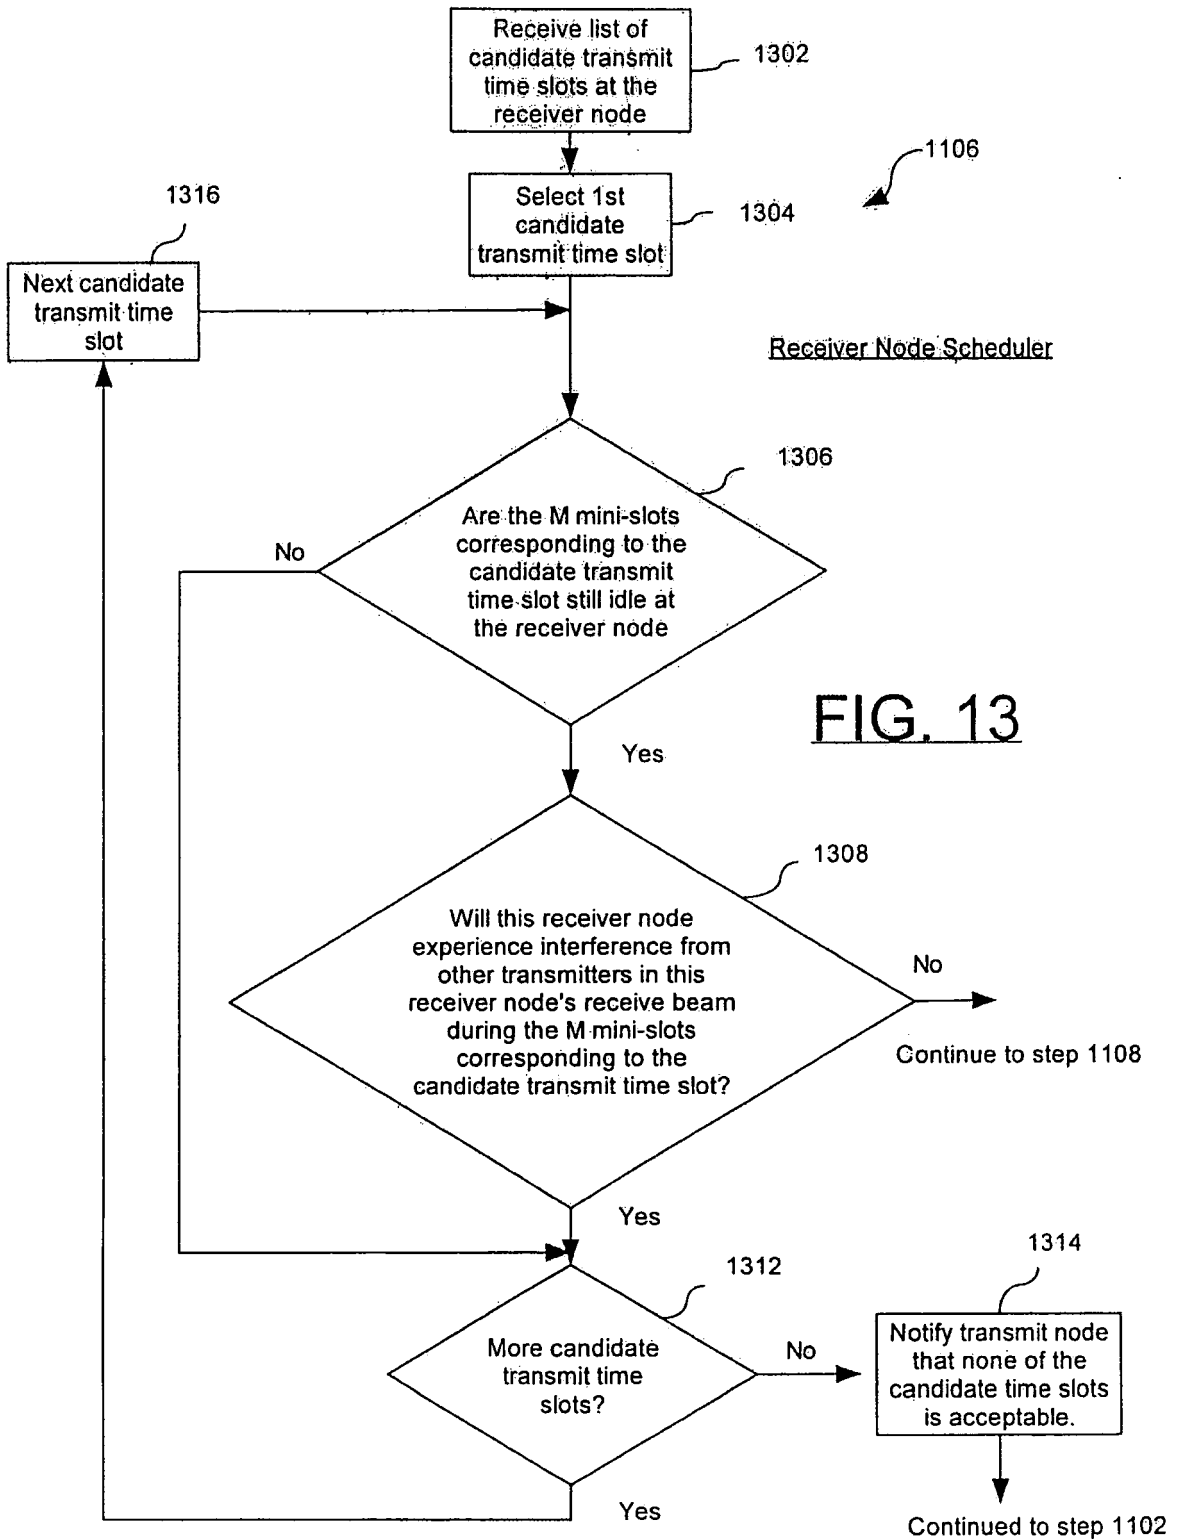 Receive list of
candidate transmit
time slots at the
receiver node
1302
1106
Select 1st
candidate
transmit time slot
1304
1316
Next candidate
transmit time
slot
Receiver Node Scheduler
1306
Are the M mini-slots
corresponding to the
candidate transmit
time slot still idle at
the receiver node
No
FIG. 13
Yes
1308
Will this receiver node
experience interference from
other transmitters in this
receiver node's receive beam
during the M mini-slots
corresponding to the
candidate transmit time slot?
No
Continue to step 1108
Yes
1312
More candidate
transmit time
slots?
No
1314
Notify transmit node
that none of the
candidate time slots
is acceptable.
Yes
Continued to step 1102